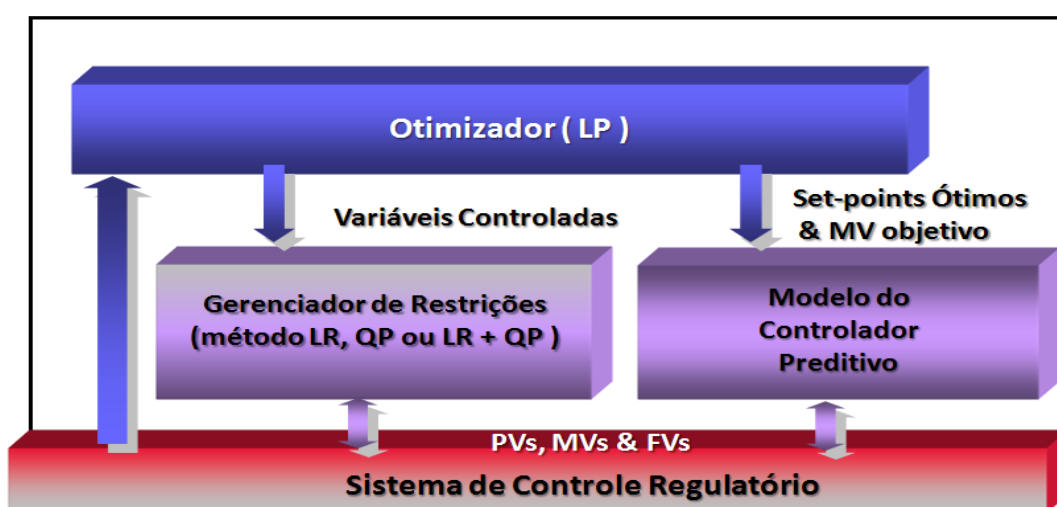 Otimizador ( LP )
Variáveis Controladas
Set-points Ótimos
& MV objetivo
Gerenciador de Restrições
(método LR, QP ou LR + QP )
Modelo do
Controlador
Preditivo
PVs, MVs & FVs
Sistema de Controle Regulatório